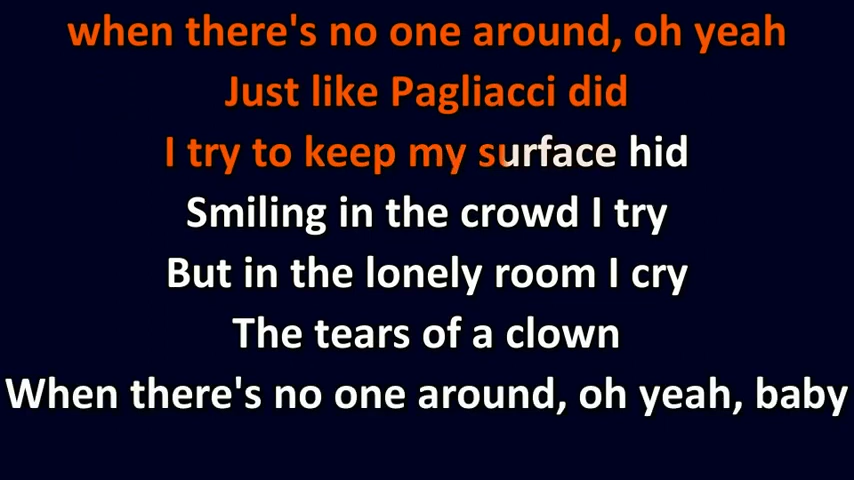 when there's no one around, oh yeah
Just like Pagliacci did
I try to keep my surface hid
Smiling in the crowd I try
But in the lonely room I cry
The tears of a clown
When there's no one around, oh yeah, baby